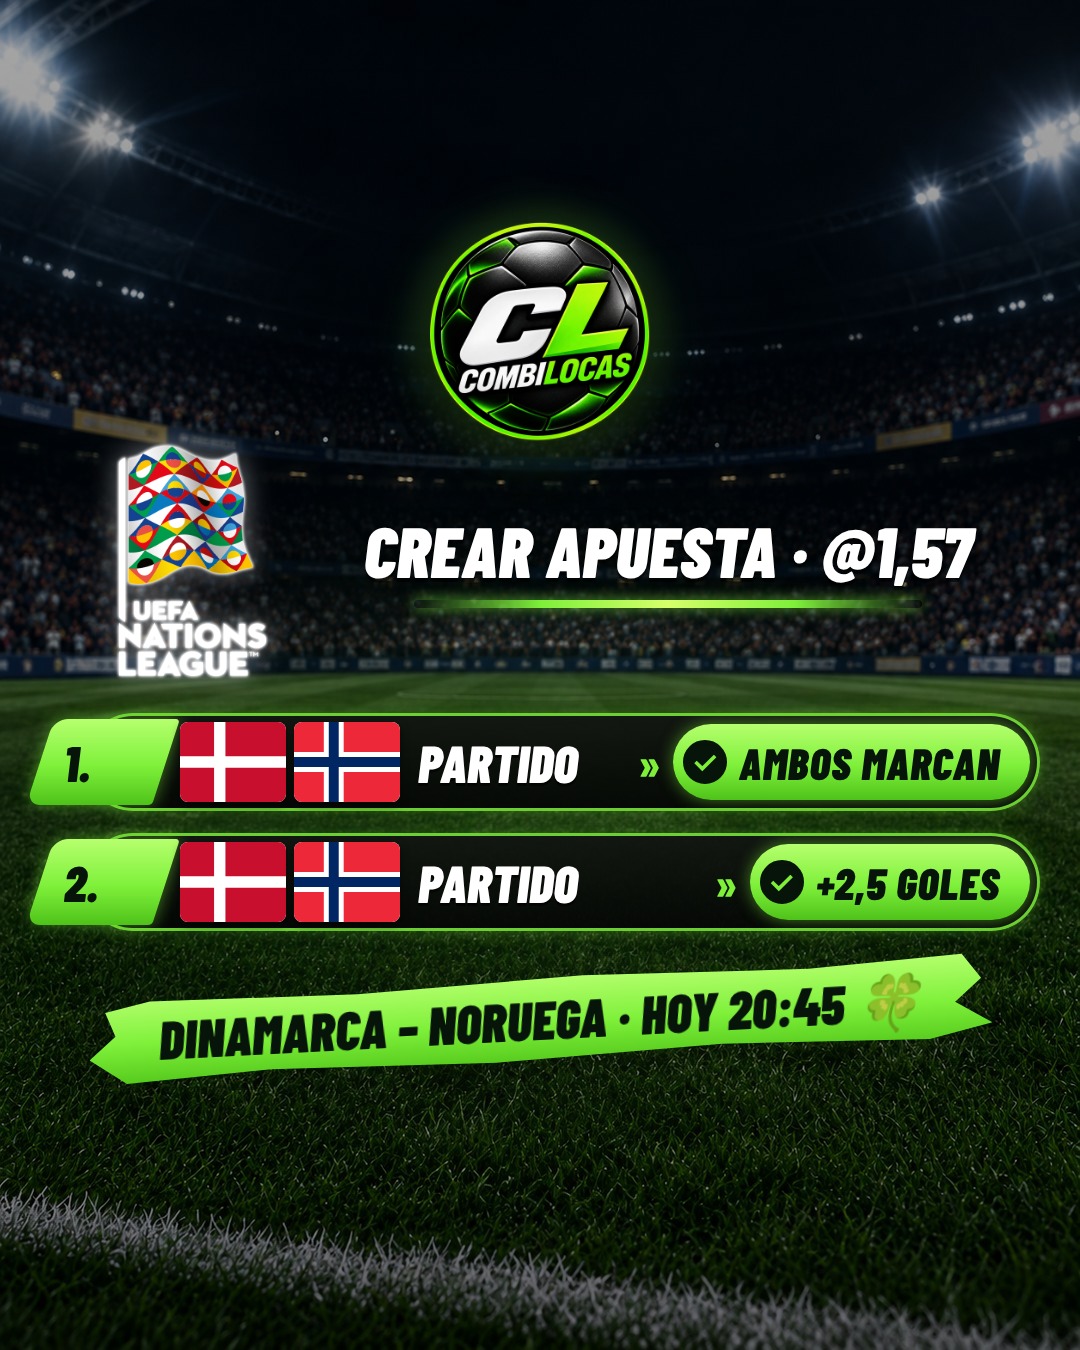 CL
COMBILOCAS
CREAR APUESTA · @1,57
UEFA
NATIONS
LEAGUE™
1. PARTIDO » AMBOS MARCAN
2. PARTIDO » +2,5 GOLES
DINAMARCA – NORUEGA · HOY 20:45 🍀